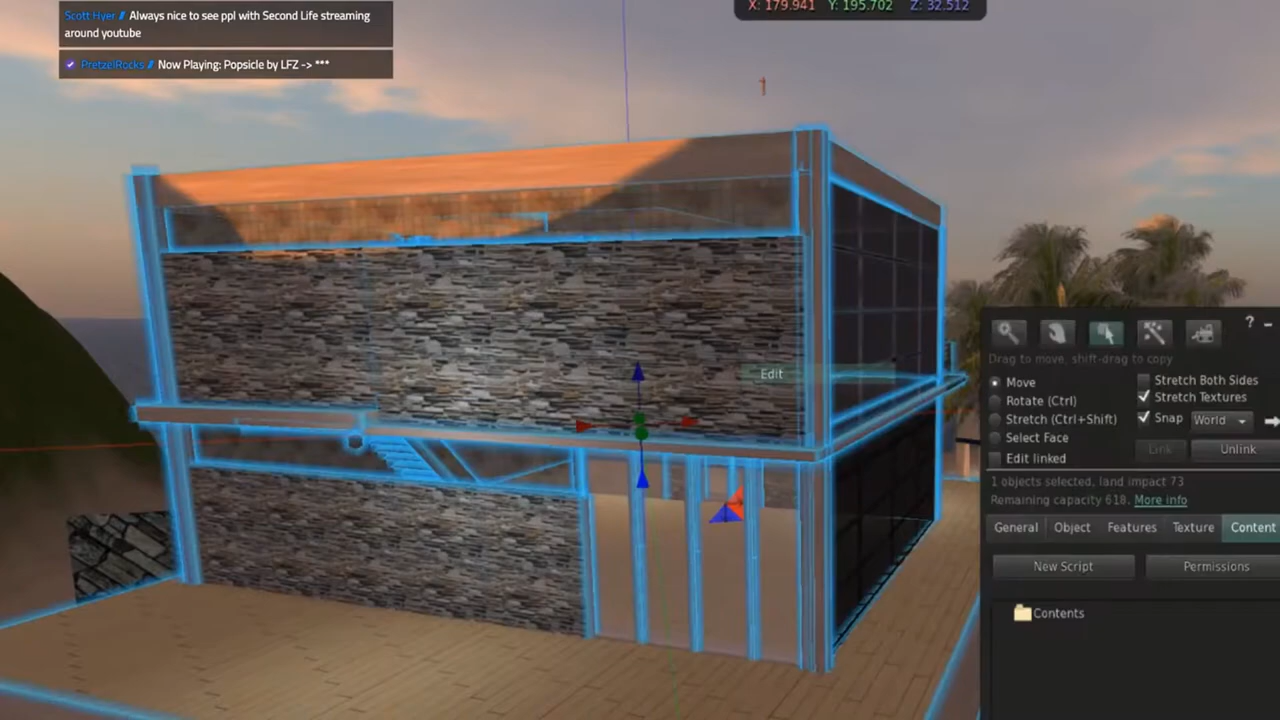 Scott Hyer // Always nice to see ppl with Second Life streaming
around youtube
PretzelRocks // Now Playing: Popsicle by LFZ -> ***
X: 179.941 Y: 195.702 Z: 32.512
1
Edit
?
Drag to move, shift-drag to copy
Move
Rotate (Ctrl)
Stretch (Ctrl+Shift)
Select Face
Edit linked
Stretch Both Sides
Stretch Textures
Snap World
Link Unlink
1 objects selected, land impact 73
Remaining capacity 618. More info
General Object Features Texture Content
New Script Permissions
Contents